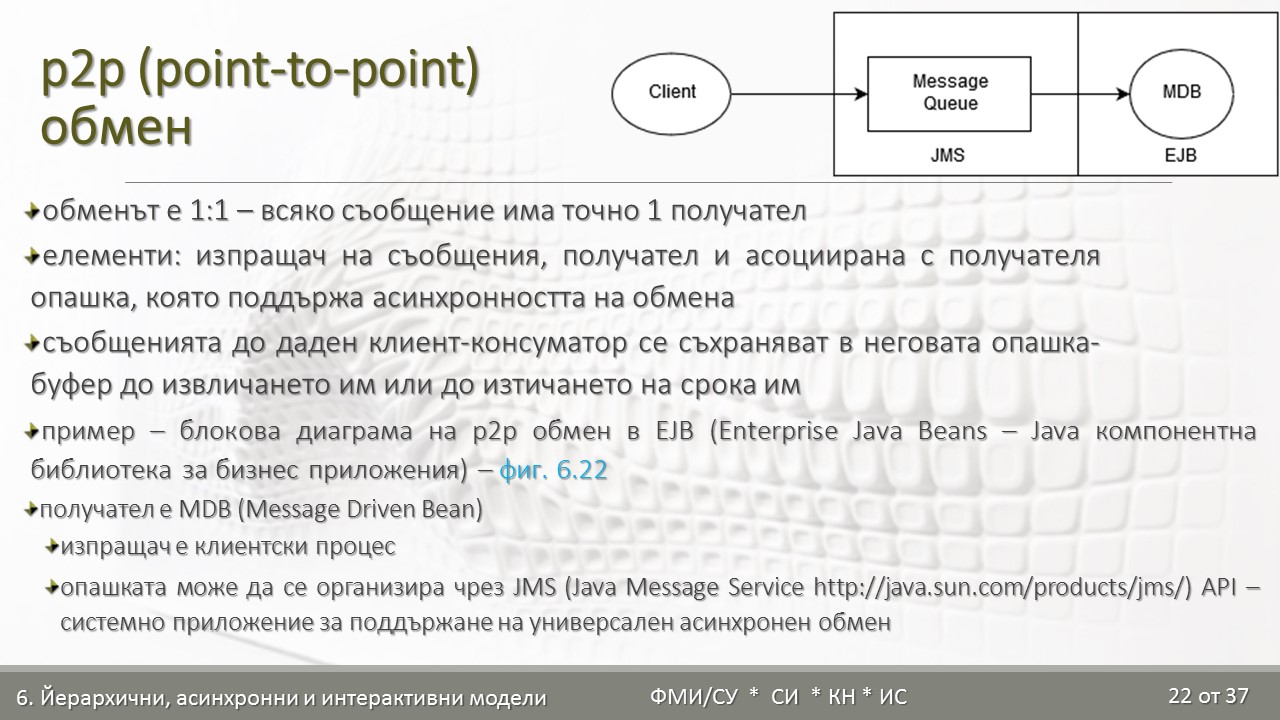 p2p (point-to-point)
обмен
Client
Message
Queue
JMS
MDB
EJB
обменът е 1:1 – всяко съобщение има точно 1 получател
елементи: изпращач на съобщения, получател и асоциирана с получателя
опашка, която поддържа асинхронността на обмена
съобщенията до даден клиент-консуматор се съхраняват в неговата опашка-
буфер до извличането им или до изтичането на срока им
пример – блокова диаграма на p2p обмен в EJB (Enterprise Java Beans – Java компонентна
библиотека за бизнес приложения) – фиг. 6.22
получател е MDB (Message Driven Bean)
изпращач е клиентски процес
опашката може да се организира чрез JMS (Java Message Service http://java.sun.com/products/jms/) API –
системно приложение за поддържане на универсален асинхронен обмен
6. Йерархични, асинхронни и интерактивни модели
ФМИ/СУ * СИ * КН * ИС
22 от 37